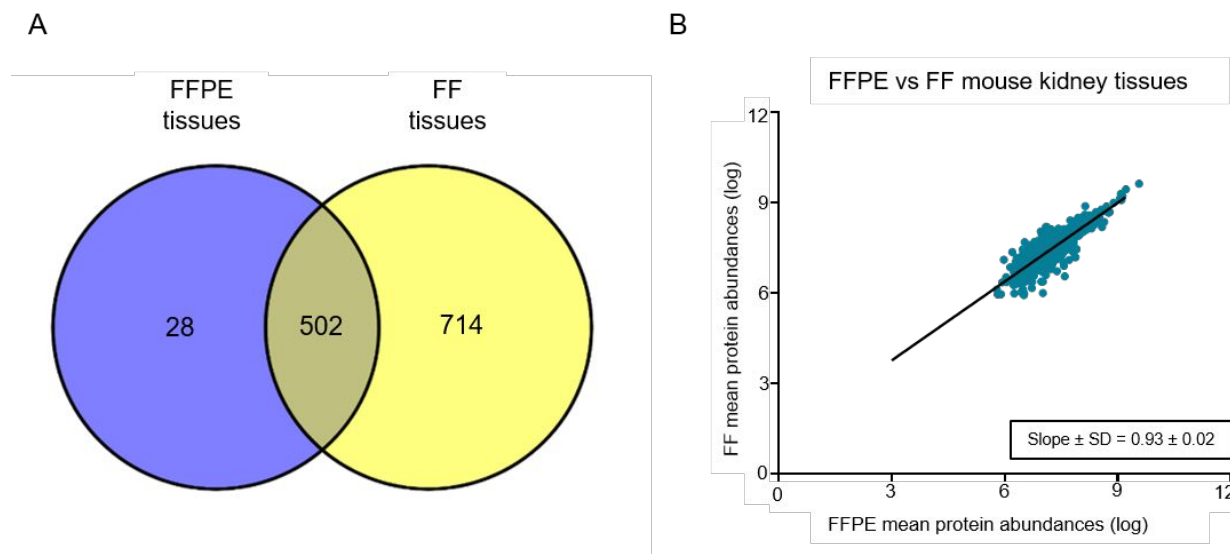 A
B
FFPE
tissues
FF
tissues
28
502
714
FFPE vs FF mouse kidney tissues
12
9
6
3
0
FF mean protein abundances (log)
Slope ± SD = 0.93 ± 0.02
0
3
6
9
12
FFPE mean protein abundances (log)